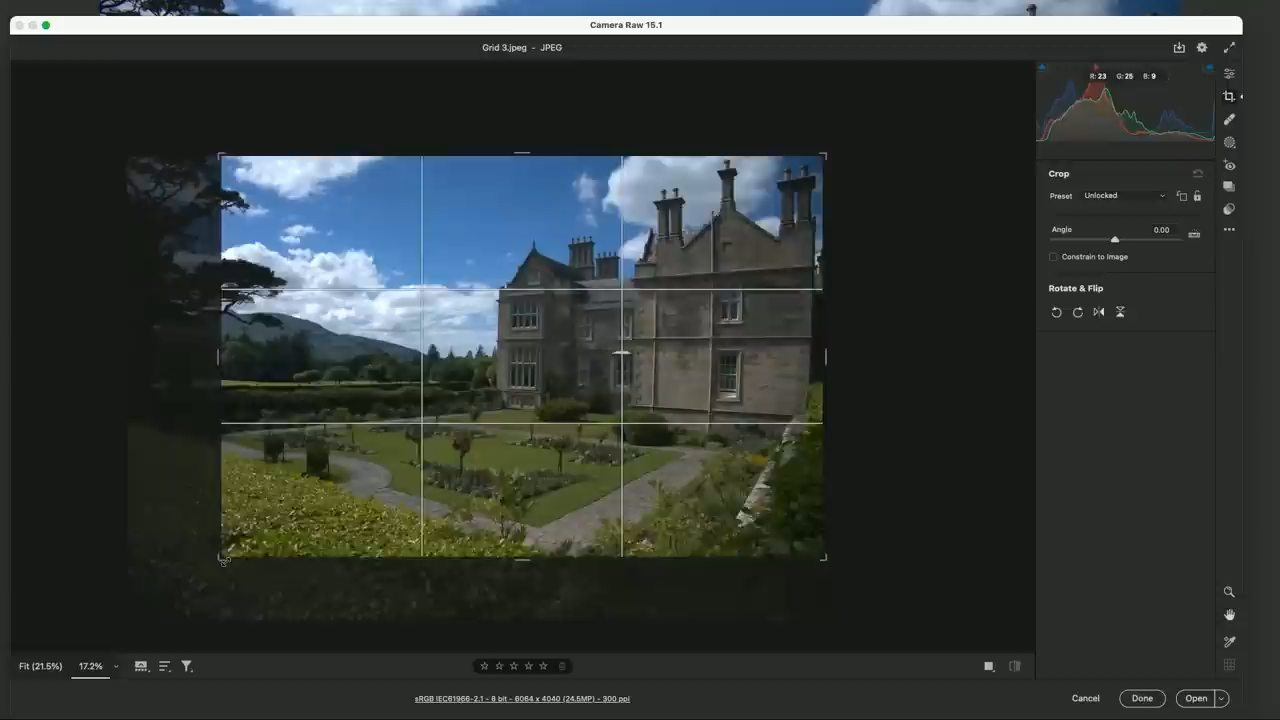 Camera Raw 15.1
Grid 3.jpeg - JPEG
R: 23 G: 25 B: 9
Crop
Preset Unlocked
Angle 0.00
Constrain to Image
Rotate & Flip
Fit (21.5%) 17.2%
sRGB IEC61966-2.1 - 8 bit - 6064 x 4040 (24.5MP) - 300 ppi
Cancel Done Open